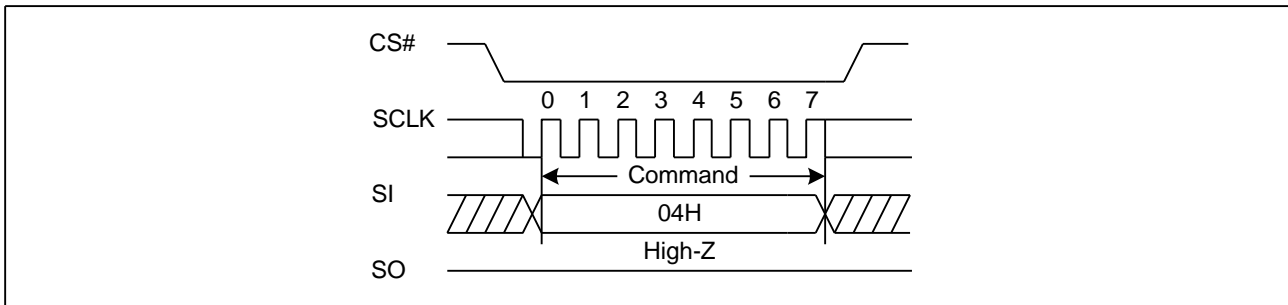 CS#
0 1 2 3 4 5 6 7
SCLK
Command
SI
04H
High-Z
SO